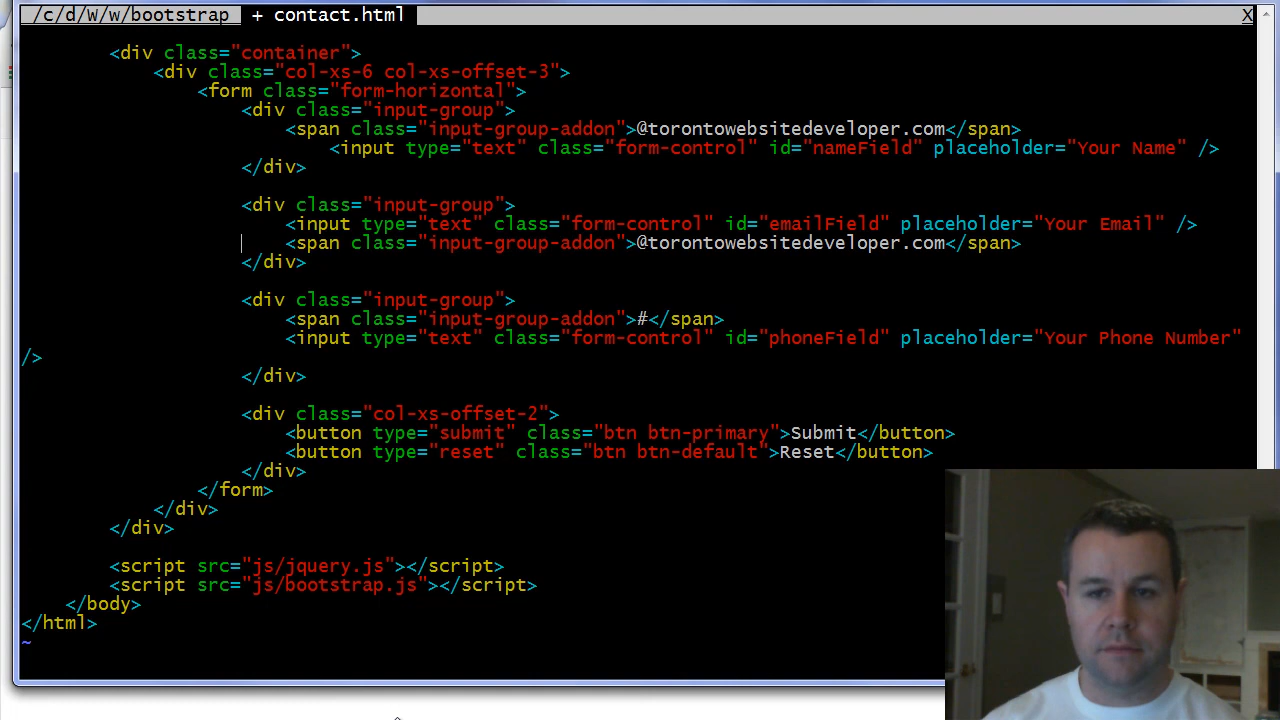 /c/d/W/w/bootstrap + contact.html X
<div class="container">
<div class="col-xs-6 col-xs-offset-3">
<form class="form-horizontal">
<div class="input-group">
<span class="input-group-addon">@torontowebsitedeveloper.com</span>
<input type="text" class="form-control" id="nameField" placeholder="Your Name" />
</div>
<div class="input-group">
<input type="text" class="form-control" id="emailField" placeholder="Your Email" />
<span class="input-group-addon">@torontowebsitedeveloper.com</span>
</div>
<div class="input-group">
<span class="input-group-addon">#</span>
<input type="text" class="form-control" id="phoneField" placeholder="Your Phone Number"
/>
</div>
<div class="col-xs-offset-2">
<button type="submit" class="btn btn-primary">Submit</button>
<button type="reset" class="btn btn-default">Reset</button>
</div>
</form>
</div>
</div>
<script src="js/jquery.js"></script>
<script src="js/bootstrap.js"></script>
</body>
</html>
~